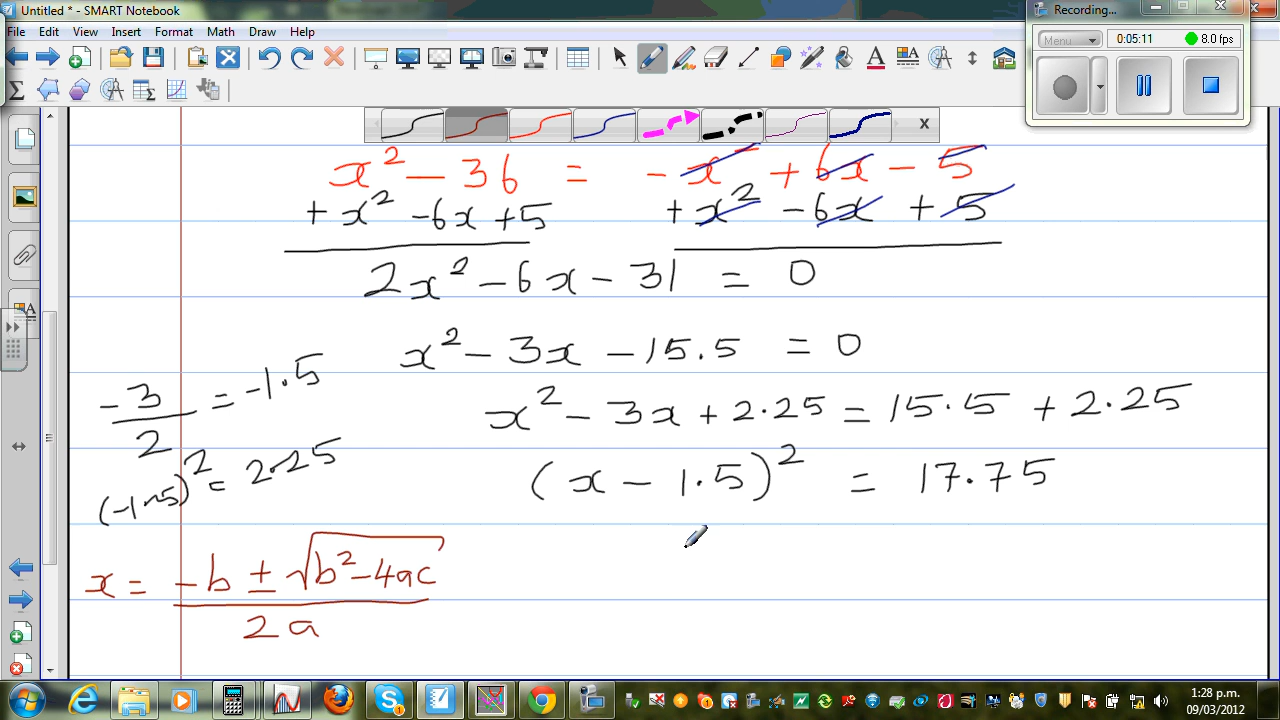 Untitled * - SMART Notebook
Recording...
File Edit View Insert Format Math Draw Help
Menu
0:05:11
8.0 fps
x
x² - 36 = -x² + 6x - 5
+ x² - 6x + 5 + x² - 6x + 5
2x² - 6x - 31 = 0
x² - 3x - 15.5 = 0
-3/2 = -1.5
x² - 3x + 2.25 = 15.5 + 2.25
(-1.5)² = 2.25
(x - 1.5)² = 17.75
x = -b ± √b² - 4ac
2a
1:28 p.m.
09/03/2012